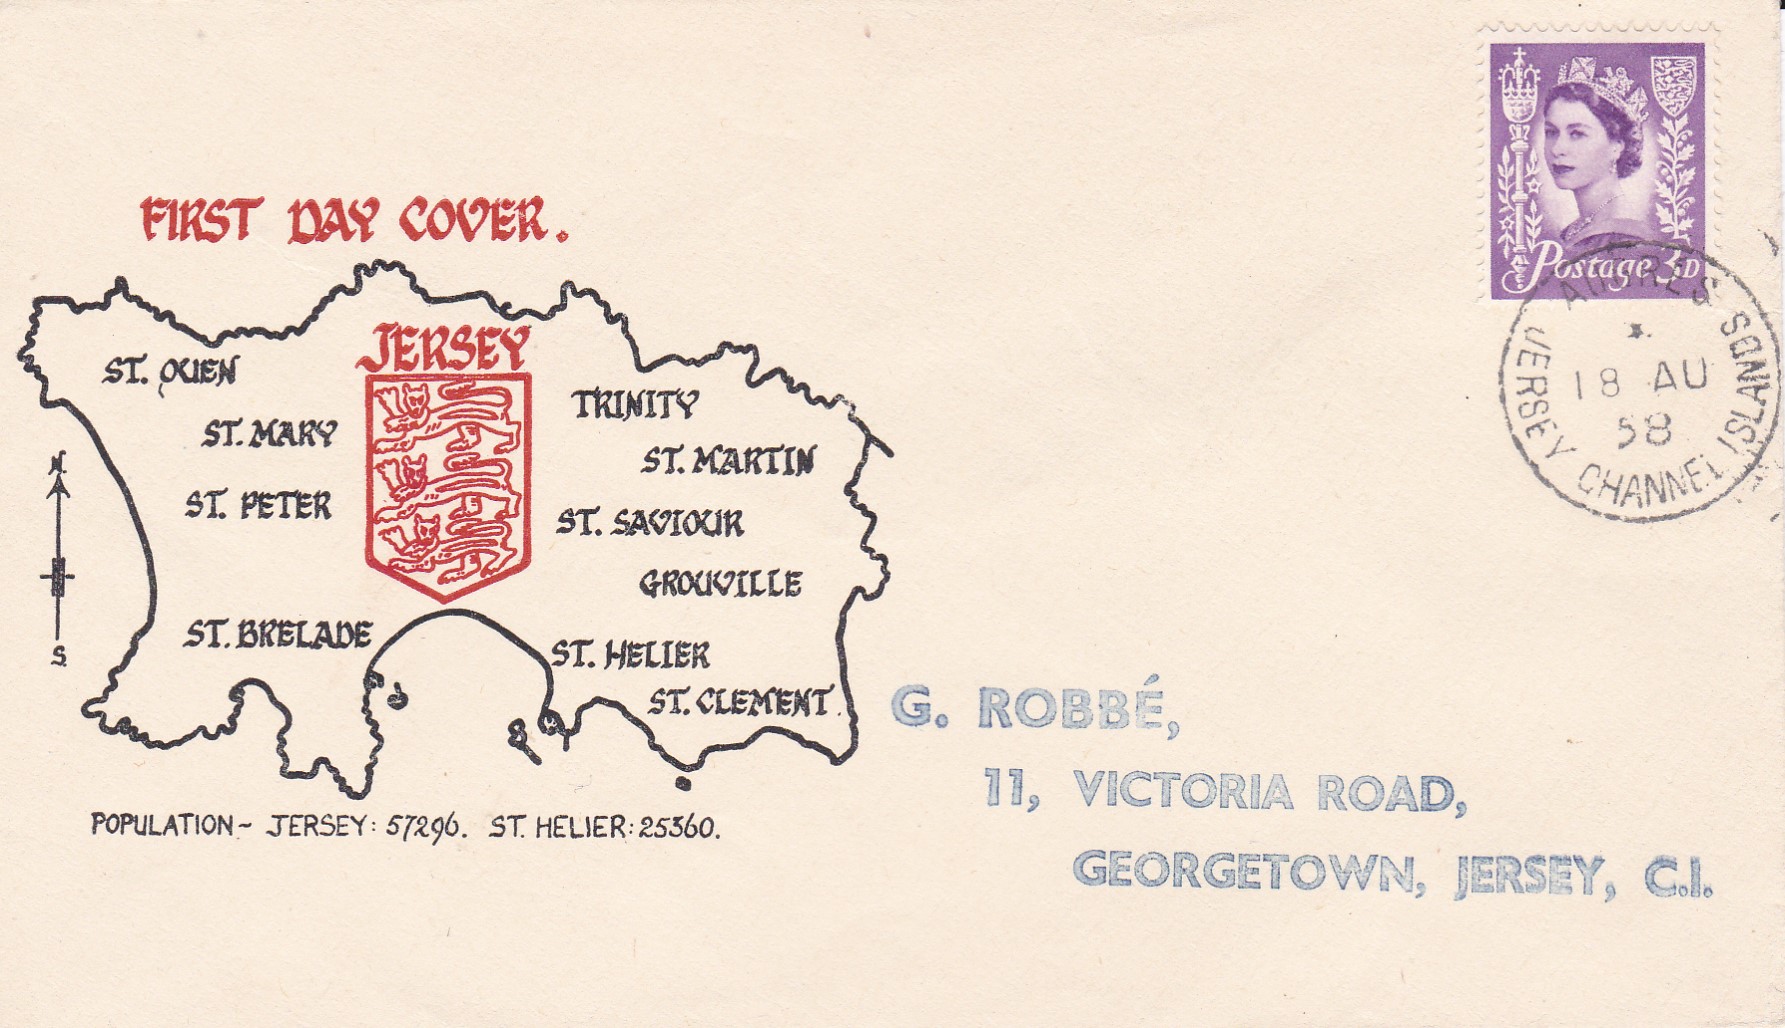 FIRST DAY COVER.
JERSEY
ST. OUEN
TRINITY
ST. MARY
ST. MARTIN
ST. PETER
ST. SAVIOUR
GROUVILLE
ST. BRELADE
ST. HELIER
ST. CLEMENT.
N
S
POPULATION - JERSEY: 57296. ST. HELIER: 25360.
Postage 3D
AUGRES
18 AU
58
JERSEY CHANNEL ISLANDS
G. ROBBÉ,
11, VICTORIA ROAD,
GEORGETOWN, JERSEY, C.I.